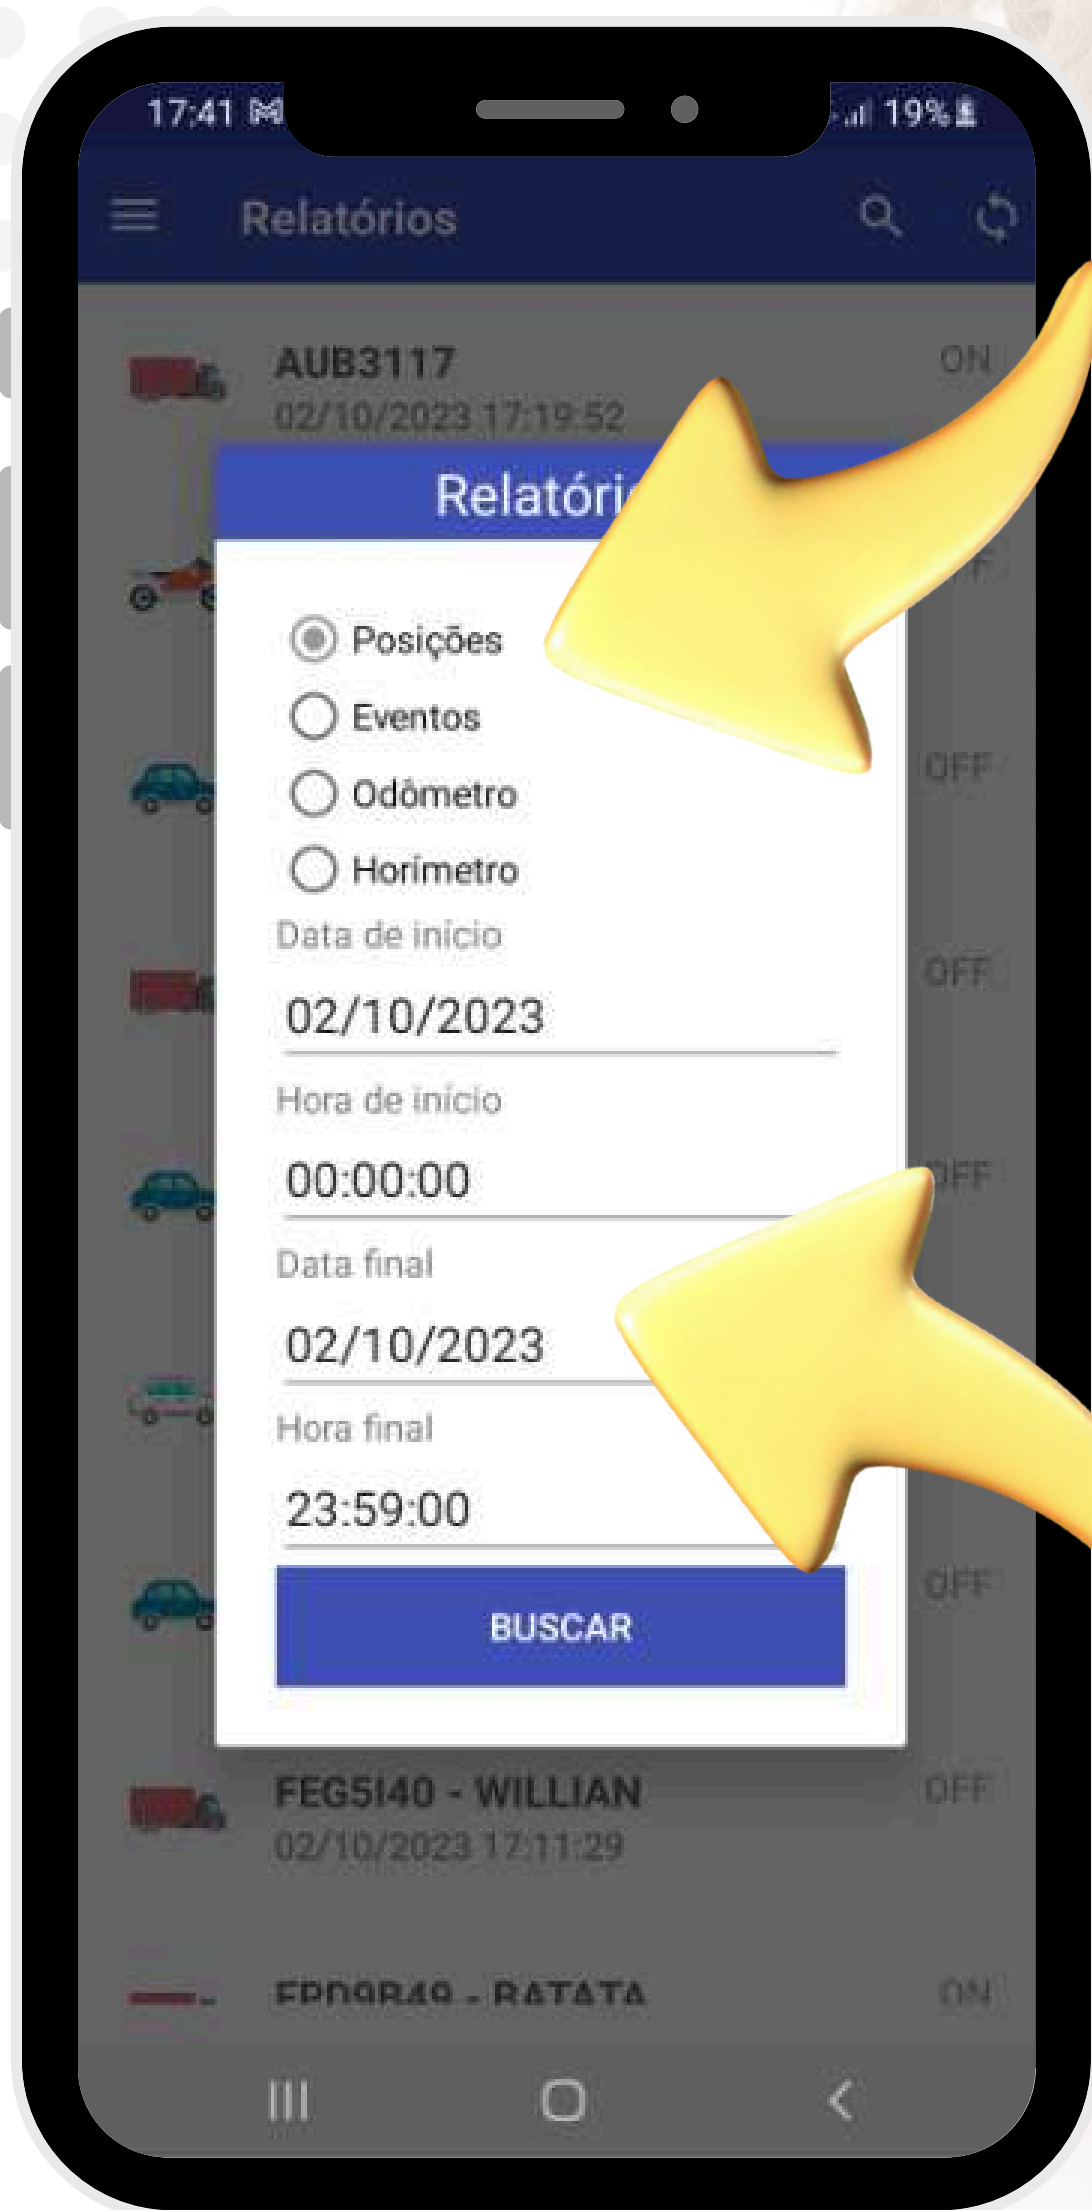 17:41
19%
Relatórios
AUB3117
ON
02/10/2023 17:19:52
Relatóri
Posições
Eventos
Odômetro
OFF
Horímetro
Data de início
OFF
02/10/2023
Hora de início
00:00:00
OFF
Data final
02/10/2023
Hora final
23:59:00
OFF
BUSCAR
FEG5I40 - WILLIAN
OFF
02/10/2023 17:11:29
BATATA
ON